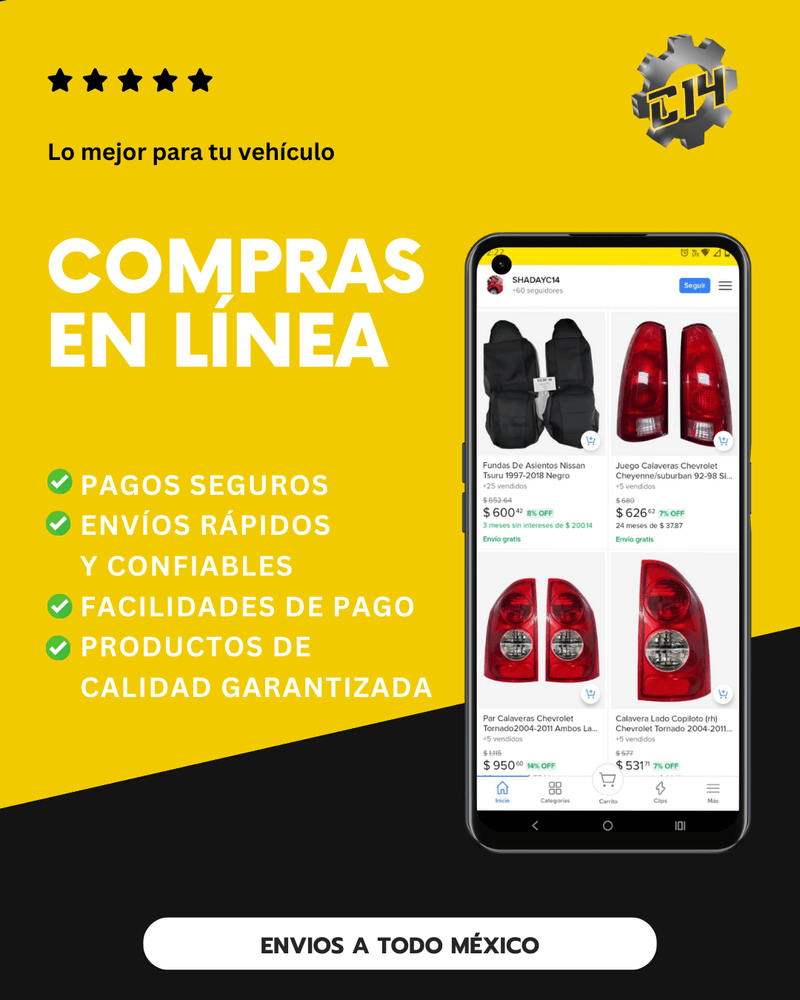 C14
Lo mejor para tu vehículo
COMPRAS
EN LÍNEA
PAGOS SEGUROS
ENVÍOS RÁPIDOS
Y CONFIABLES
FACILIDADES DE PAGO
PRODUCTOS DE
CALIDAD GARANTIZADA
SHADAYC14
+60 seguidores
Seguir
Fundas De Asientos Nissan
Tsuru 1997-2018 Negro
+25 vendidos
$ 652.64
$ 600 42 8% OFF
3 meses sin intereses de $ 200.14
Envío gratis
Juego Calaveras Chevrolet
Cheyenne/suburban 92-98 Si...
+5 vendidos
$ 680
$ 626 62 7% OFF
24 meses de $ 37.87
Envío gratis
Par Calaveras Chevrolet
Tornado2004-2011 Ambos La...
+5 vendidos
$ 1,115
$ 950 60 14% OFF
Calavera Lado Copiloto (rh)
Chevrolet Tornado 2004-2011...
+5 vendidos
$ 577
$ 531 71 7% OFF
Inicio
Categorías
Carrito
Clips
Más
ENVIOS A TODO MÉXICO